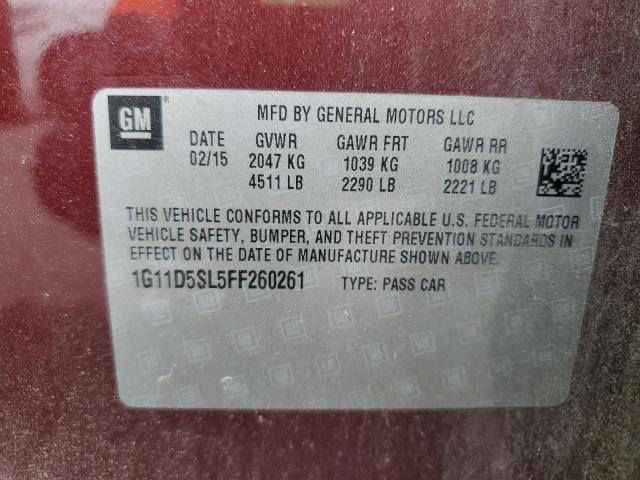 GM ®
MFD BY GENERAL MOTORS LLC
DATE GVWR GAWR FRT GAWR RR
02/15 2047 KG 1039 KG 1008 KG
4511 LB 2290 LB 2221 LB
THIS VEHICLE CONFORMS TO ALL APPLICABLE U.S. FEDERAL MOTOR
VEHICLE SAFETY, BUMPER, AND THEFT PREVENTION STANDARDS IN
EFFECT ON THE DATE OF MANUFACTURE SHOWN ABOVE.
1G11D5SL5FF260261 TYPE: PASS CAR